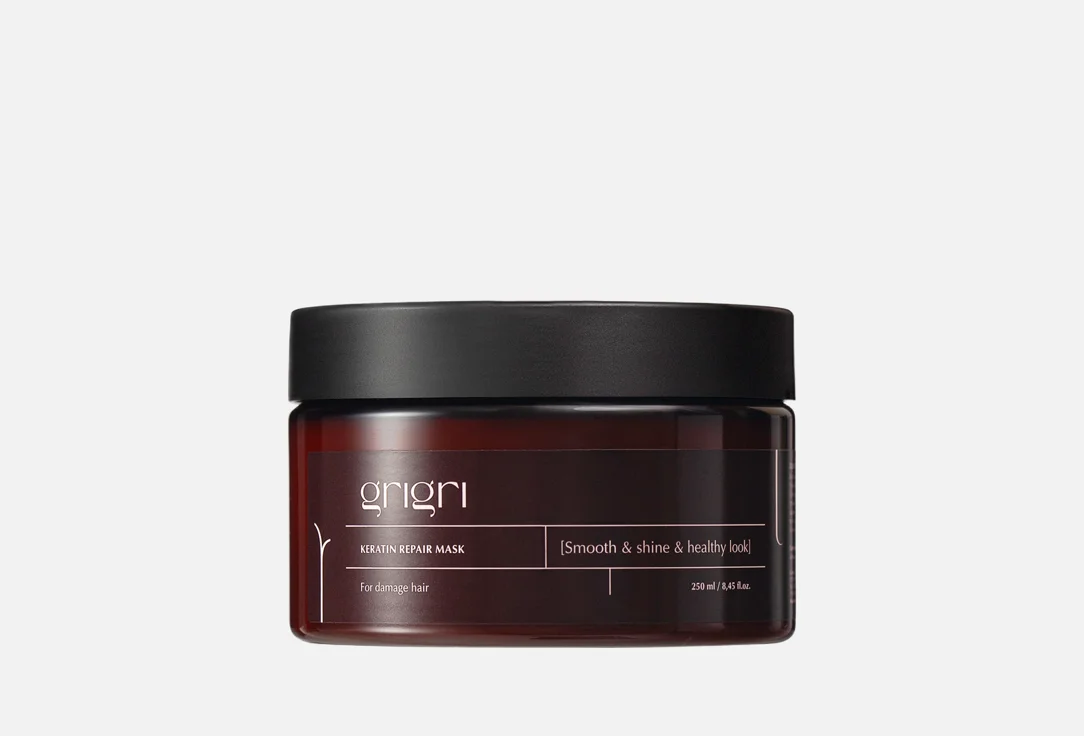 grigri
KERATIN REPAIR MASK
[Smooth & shine & healthy look]
For damage hair
250 ml / 8,45 fl.oz.